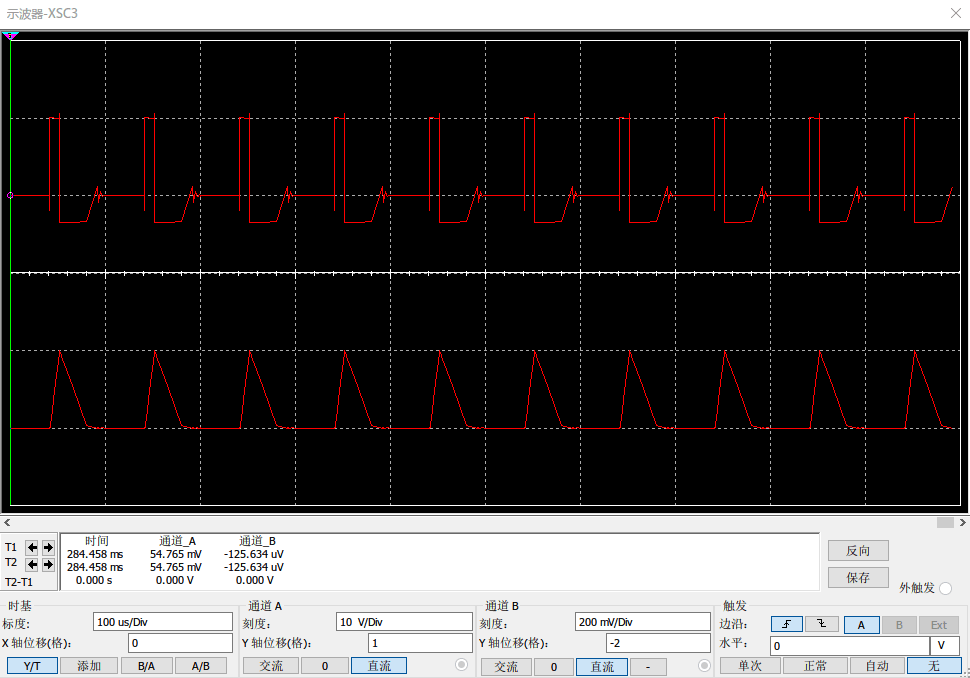 示波器-XSC3
时间 通道_A 通道_B
T1 284.458 ms 54.765 mV -125.634 uV
T2 284.458 ms 54.765 mV -125.634 uV
T2-T1 0.000 s 0.000 V 0.000 V
反向
保存
外触发
时基
标度: 100 us/Div
X 轴位移(格): 0
Y/T 添加 B/A A/B
通道 A
刻度: 10 V/Div
Y 轴位移(格): 1
交流 0 直流
通道 B
刻度: 200 mV/Div
Y 轴位移(格): -2
交流 0 直流 -
触发
边沿: A B Ext
水平: 0 V
单次 正常 自动 无